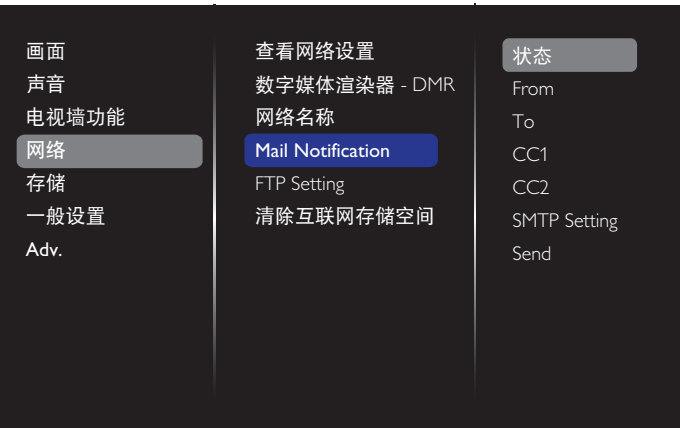 画面
声音
电视墙功能
网络
存储
一般设置
Adv.
查看网络设置
数字媒体渲染器 - DMR
网络名称
Mail Notification
FTP Setting
清除互联网存储空间
状态
From
To
CC1
CC2
SMTP Setting
Send